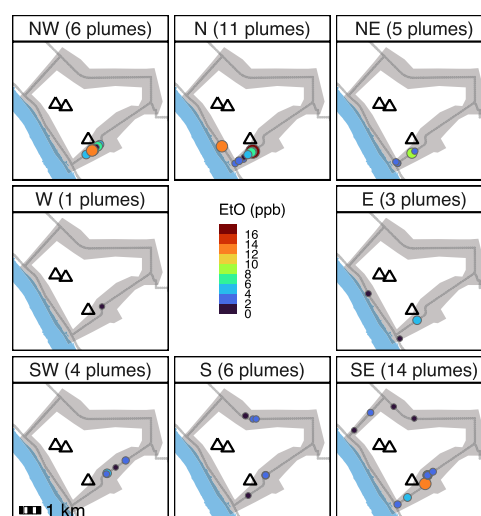 NW (6 plumes)
N (11 plumes)
NE (5 plumes)
W (1 plumes)
EtO (ppb)
16
14
12
10
8
6
4
2
0
E (3 plumes)
SW (4 plumes)
S (6 plumes)
SE (14 plumes)
1 km